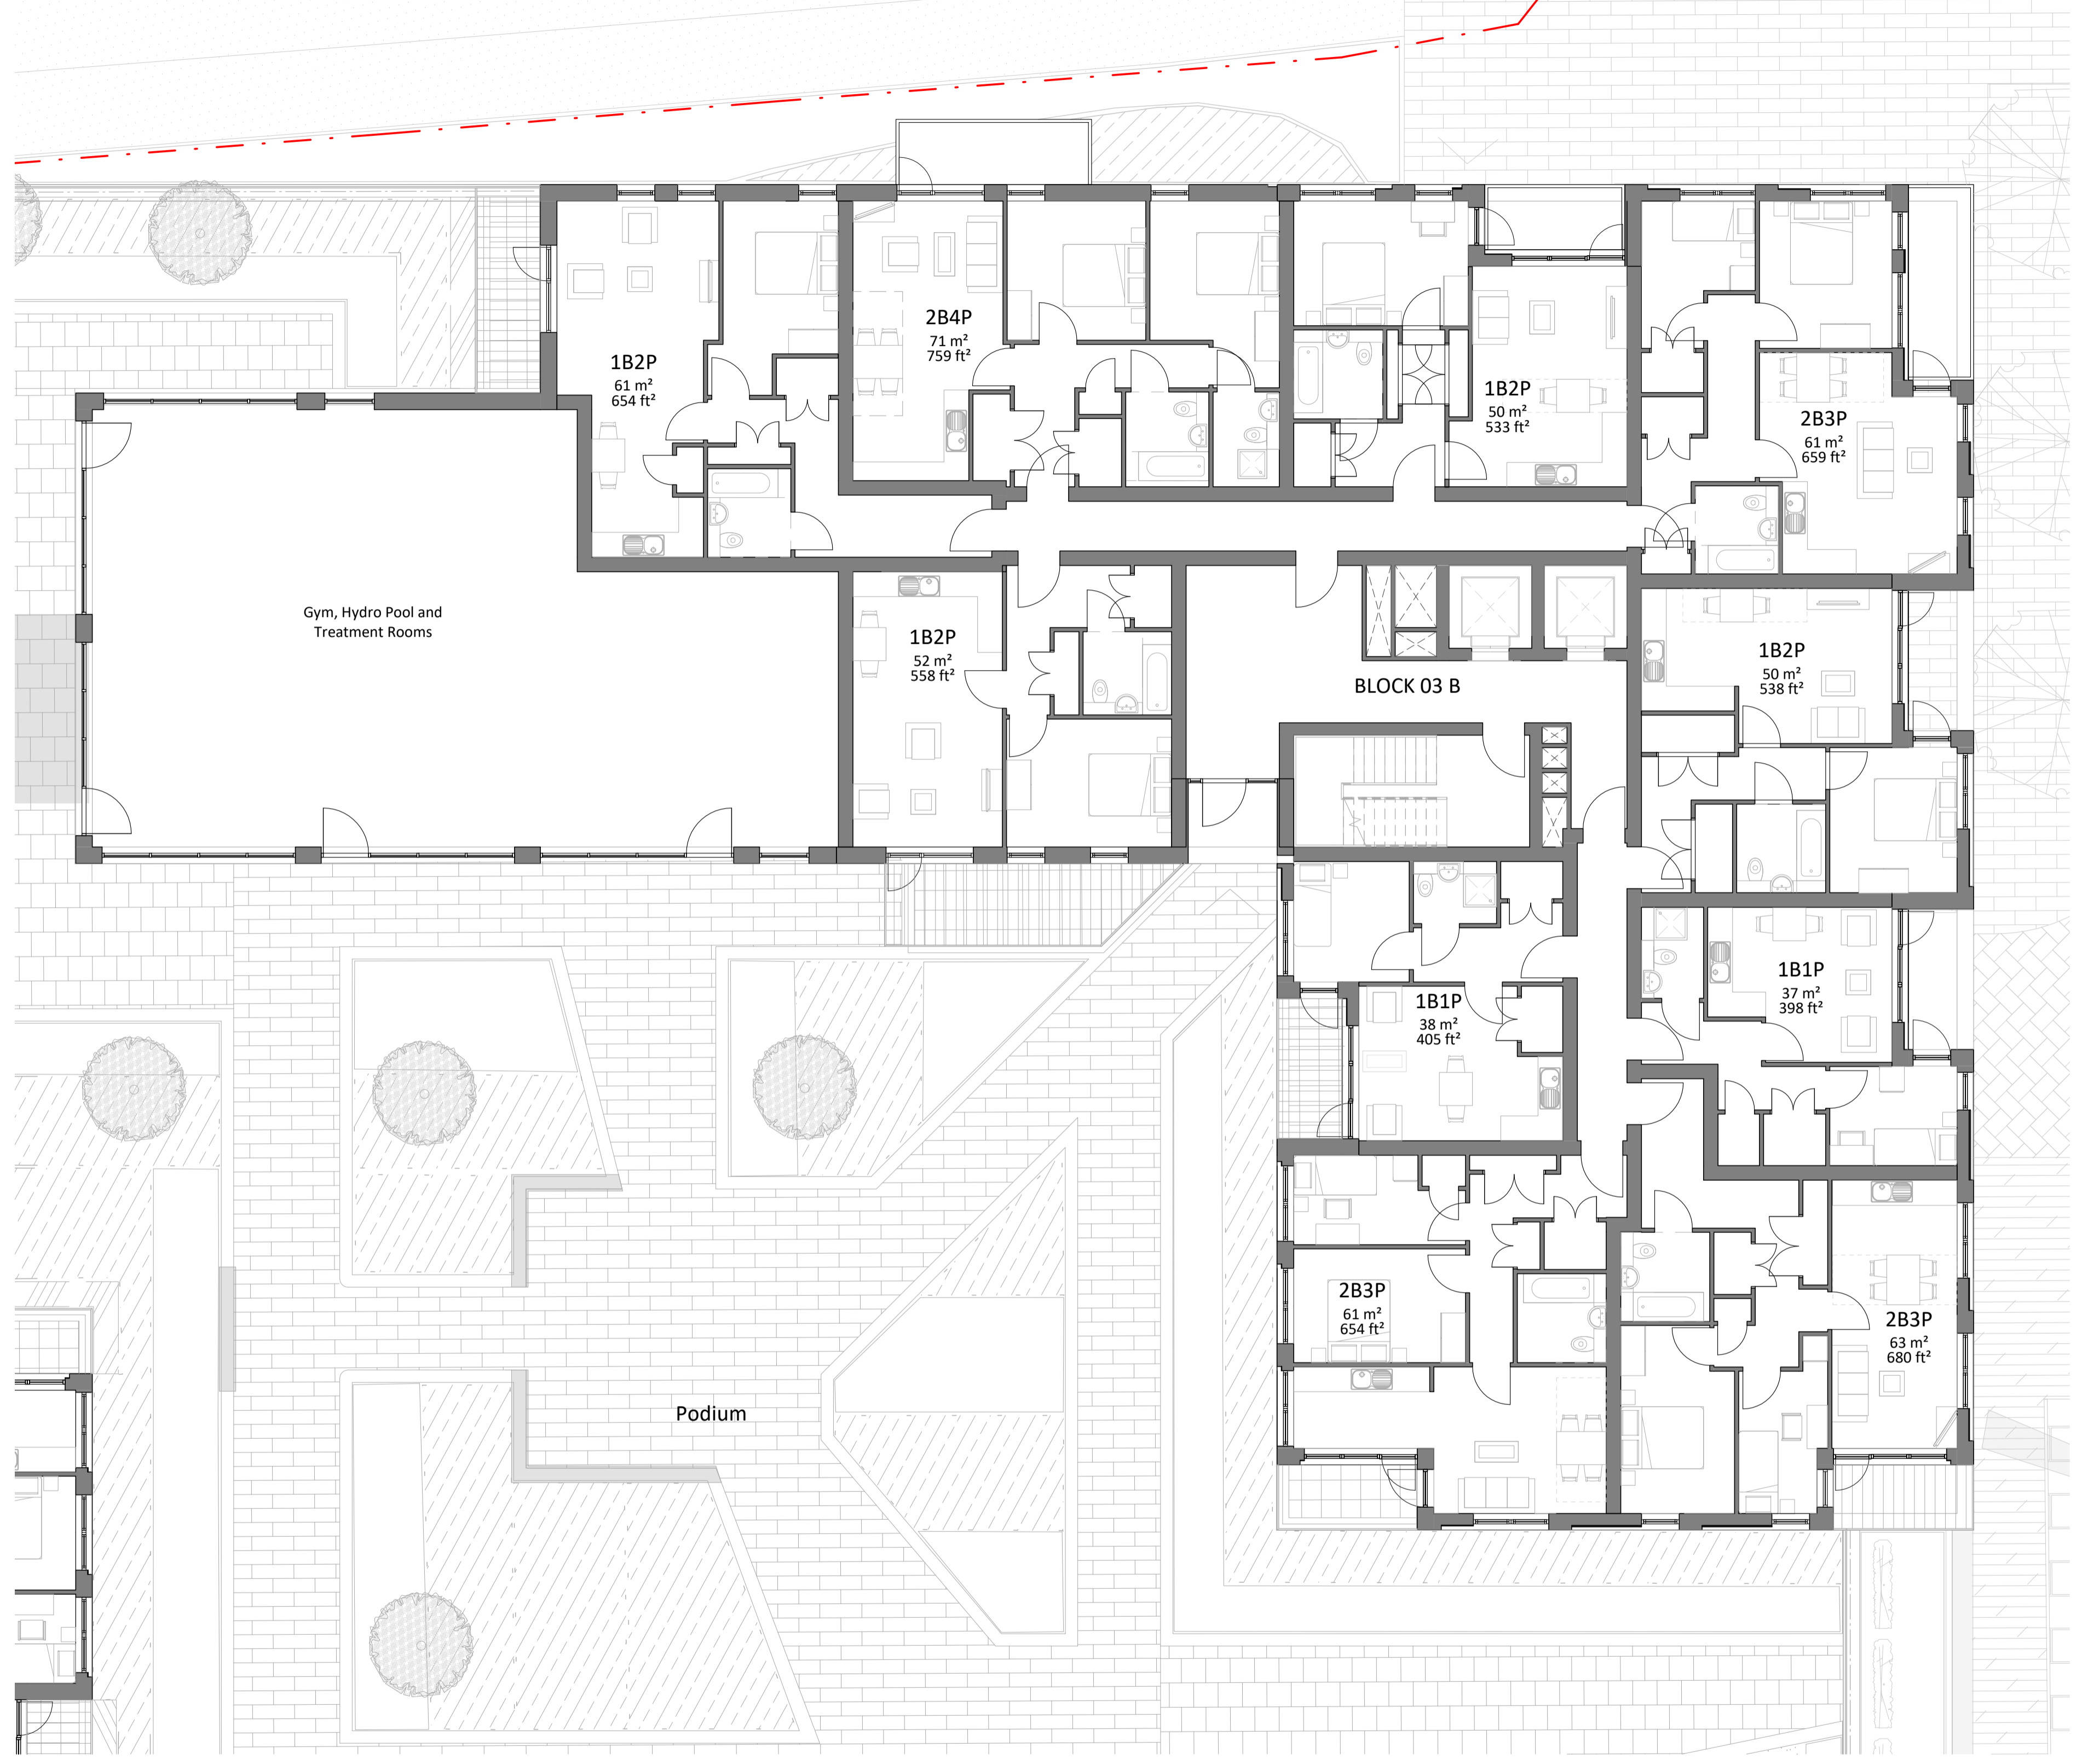 2B4P
71 m²
759 ft²
1B2P
61 m²
654 ft²
1B2P
50 m²
533 ft²
2B3P
61 m²
659 ft²
Gym, Hydro Pool and
Treatment Rooms
1B2P
52 m²
558 ft²
BLOCK 03 B
1B2P
50 m²
538 ft²
1B1P
38 m²
405 ft²
1B1P
37 m²
398 ft²
2B3P
61 m²
654 ft²
2B3P
63 m²
680 ft²
Podium